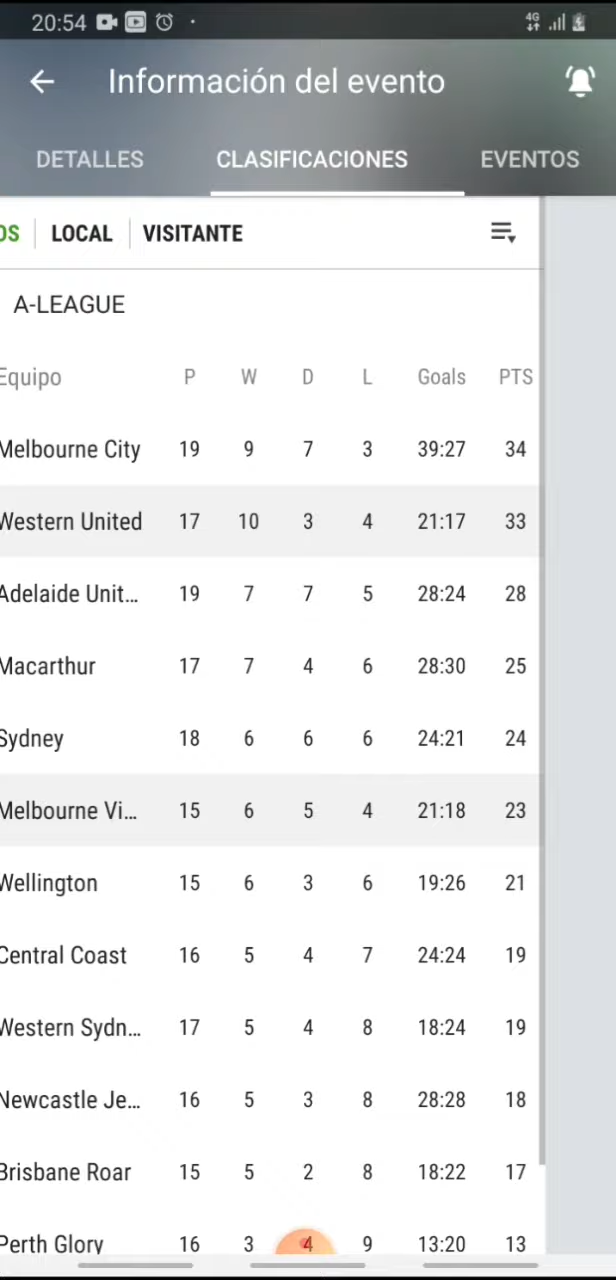 20:54 4G
Información del evento
DETALLES CLASIFICACIONES EVENTOS
OS LOCAL VISITANTE
A-LEAGUE
Equipo P W D L Goals PTS
Melbourne City 19 9 7 3 39:27 34
Western United 17 10 3 4 21:17 33
Adelaide Unit... 19 7 7 5 28:24 28
Macarthur 17 7 4 6 28:30 25
Sydney 18 6 6 6 24:21 24
Melbourne Vi... 15 6 5 4 21:18 23
Wellington 15 6 3 6 19:26 21
Central Coast 16 5 4 7 24:24 19
Western Sydn... 17 5 4 8 18:24 19
Newcastle Je... 16 5 3 8 28:28 18
Brisbane Roar 15 5 2 8 18:22 17
Perth Glory 16 3 4 9 13:20 13